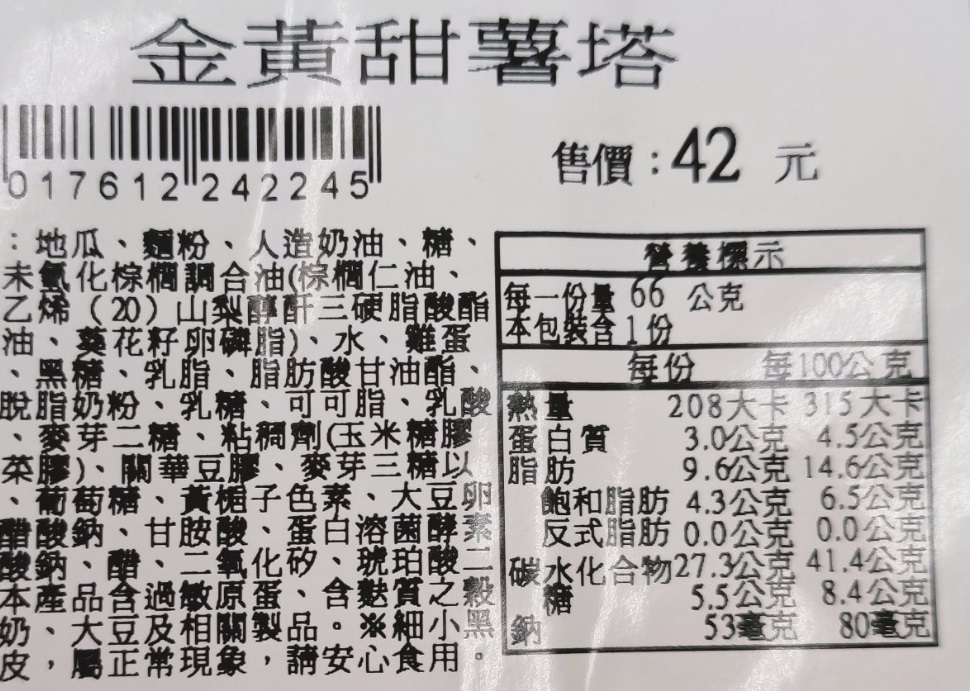 金黃甜薯塔
017612 242245
售價：42 元
：地瓜、麵粉、人造奶油、糖、
未氫化棕櫚調合油(棕櫚仁油、
乙烯（20）山梨醇酐三硬脂酸酯
油、葵花籽卵磷脂)、水、雞蛋
、黑糖、乳脂、脂肪酸甘油酯、
脫脂奶粉、乳糖、可可脂、乳酸
、麥芽二糖、粘稠劑(玉米糖膠
菜膠)、關華豆膠、麥芽三糖以
、葡萄糖、黃梔子色素、大豆卵
醋酸鈉、甘胺酸、蛋白溶菌酵素
酸鈉、醋、二氧化矽、琥珀酸二
本產品含過敏原蛋、含麩質之穀
奶、大豆及相關製品。※細小黑
皮，屬正常現象，請安心食用。
營養標示
每一份量 66 公克
本包裝含 1 份
每份 每100公克
熱量 208大卡 315大卡
蛋白質 3.0公克 4.5公克
脂肪 9.6公克 14.6公克
飽和脂肪 4.3公克 6.5公克
反式脂肪 0.0公克 0.0公克
碳水化合物 27.3公克 41.4公克
糖 5.5公克 8.4公克
鈉 53毫克 80毫克